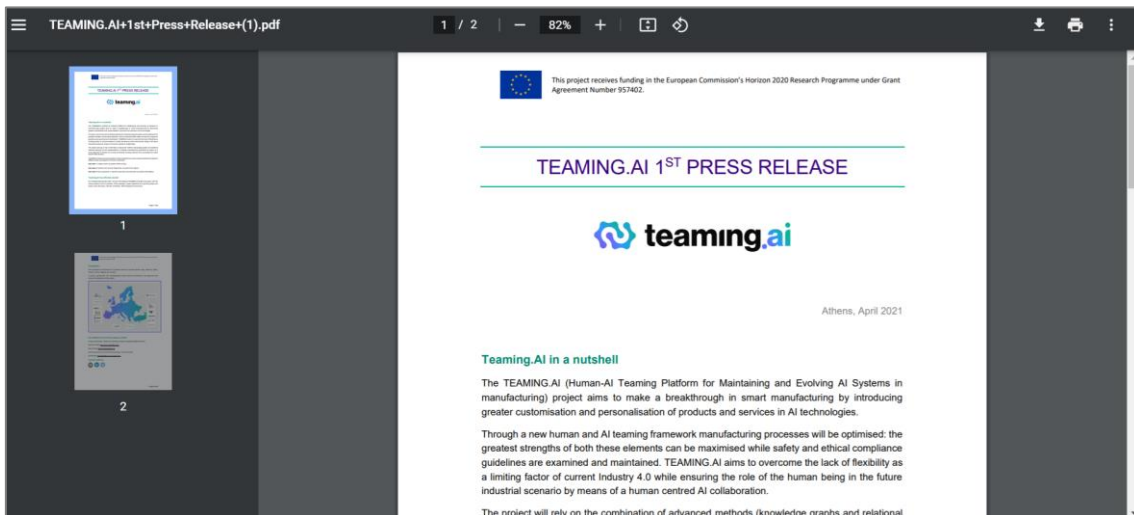 TEAMING.AI+1st+Press+Release+(1).pdf
1 / 2
82%
This project receives funding in the European Commission's Horizon 2020 Research Programme under Grant
Agreement Number 957402.
TEAMING.AI 1ST PRESS RELEASE
teaming.ai
Athens, April 2021
Teaming.AI in a nutshell
The TEAMING.AI (Human-AI Teaming Platform for Maintaining and Evolving AI Systems in
manufacturing) project aims to make a breakthrough in smart manufacturing by introducing
greater customisation and personalisation of products and services in AI technologies.
Through a new human and AI teaming framework manufacturing processes will be optimised: the
greatest strengths of both these elements can be maximised while safety and ethical compliance
guidelines are examined and maintained. TEAMING.AI aims to overcome the lack of flexibility as
a limiting factor of current Industry 4.0 while ensuring the role of the human being in the future
industrial scenario by means of a human centred AI collaboration.
The project will rely on the combination of advanced methods (knowledge graphs and relational
1
2